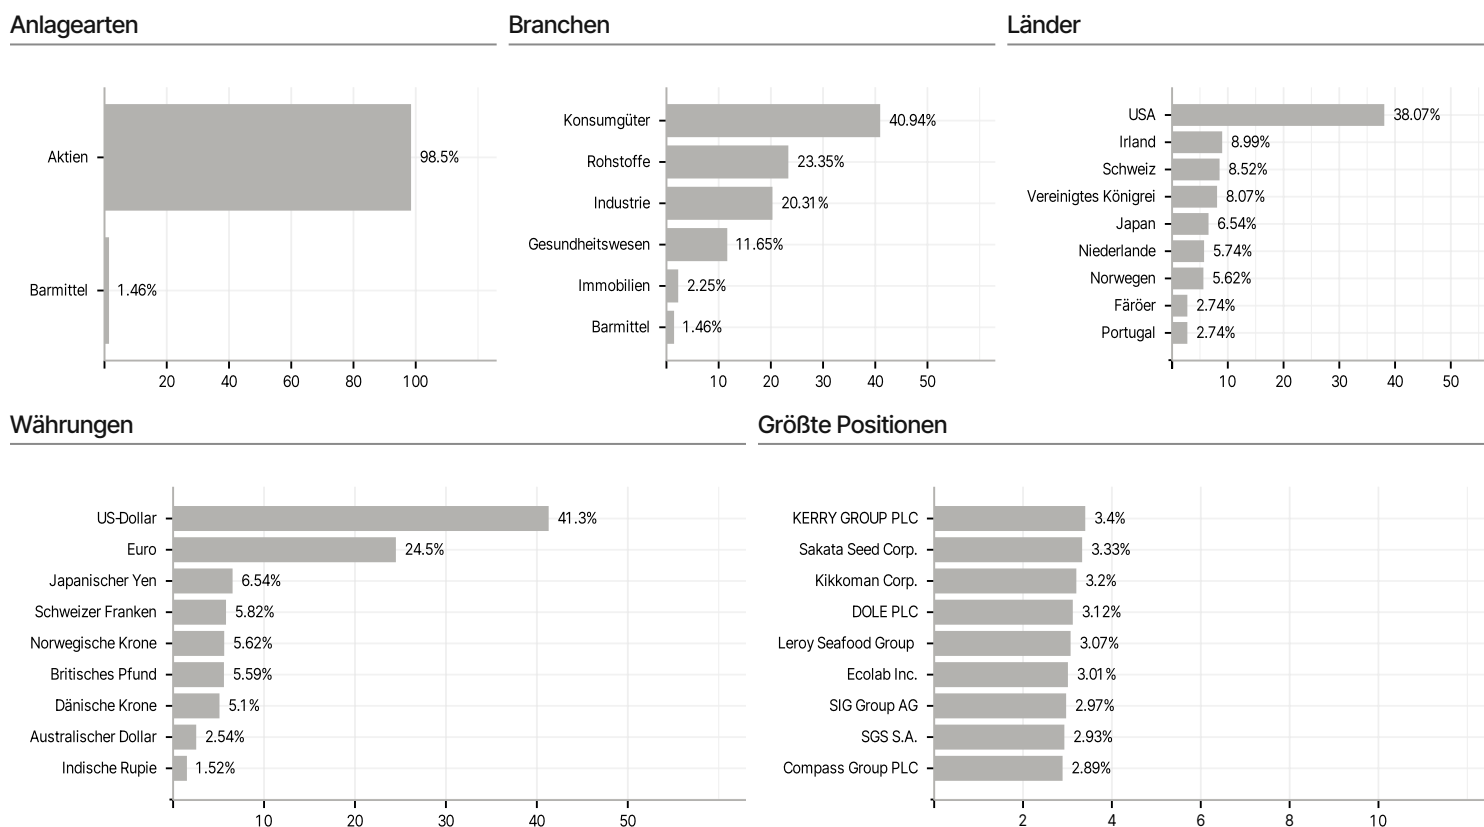 Anlagearten
Aktien 98.5%
Barmittel 1.46%
20 40 60 80 100
Branchen
Konsumgüter 40.94%
Rohstoffe 23.35%
Industrie 20.31%
Gesundheitswesen 11.65%
Immobilien 2.25%
Barmittel 1.46%
10 20 30 40 50
Länder
USA 38.07%
Irland 8.99%
Schweiz 8.52%
Vereinigtes Königrei 8.07%
Japan 6.54%
Niederlande 5.74%
Norwegen 5.62%
Färöer 2.74%
Portugal 2.74%
10 20 30 40 50
Währungen
US-Dollar 41.3%
Euro 24.5%
Japanischer Yen 6.54%
Schweizer Franken 5.82%
Norwegische Krone 5.62%
Britisches Pfund 5.59%
Dänische Krone 5.1%
Australischer Dollar 2.54%
Indische Rupie 1.52%
10 20 30 40 50
Größte Positionen
KERRY GROUP PLC 3.4%
Sakata Seed Corp. 3.33%
Kikkoman Corp. 3.2%
DOLE PLC 3.12%
Leroy Seafood Group 3.07%
Ecolab Inc. 3.01%
SIG Group AG 2.97%
SGS S.A. 2.93%
Compass Group PLC 2.89%
2 4 6 8 10